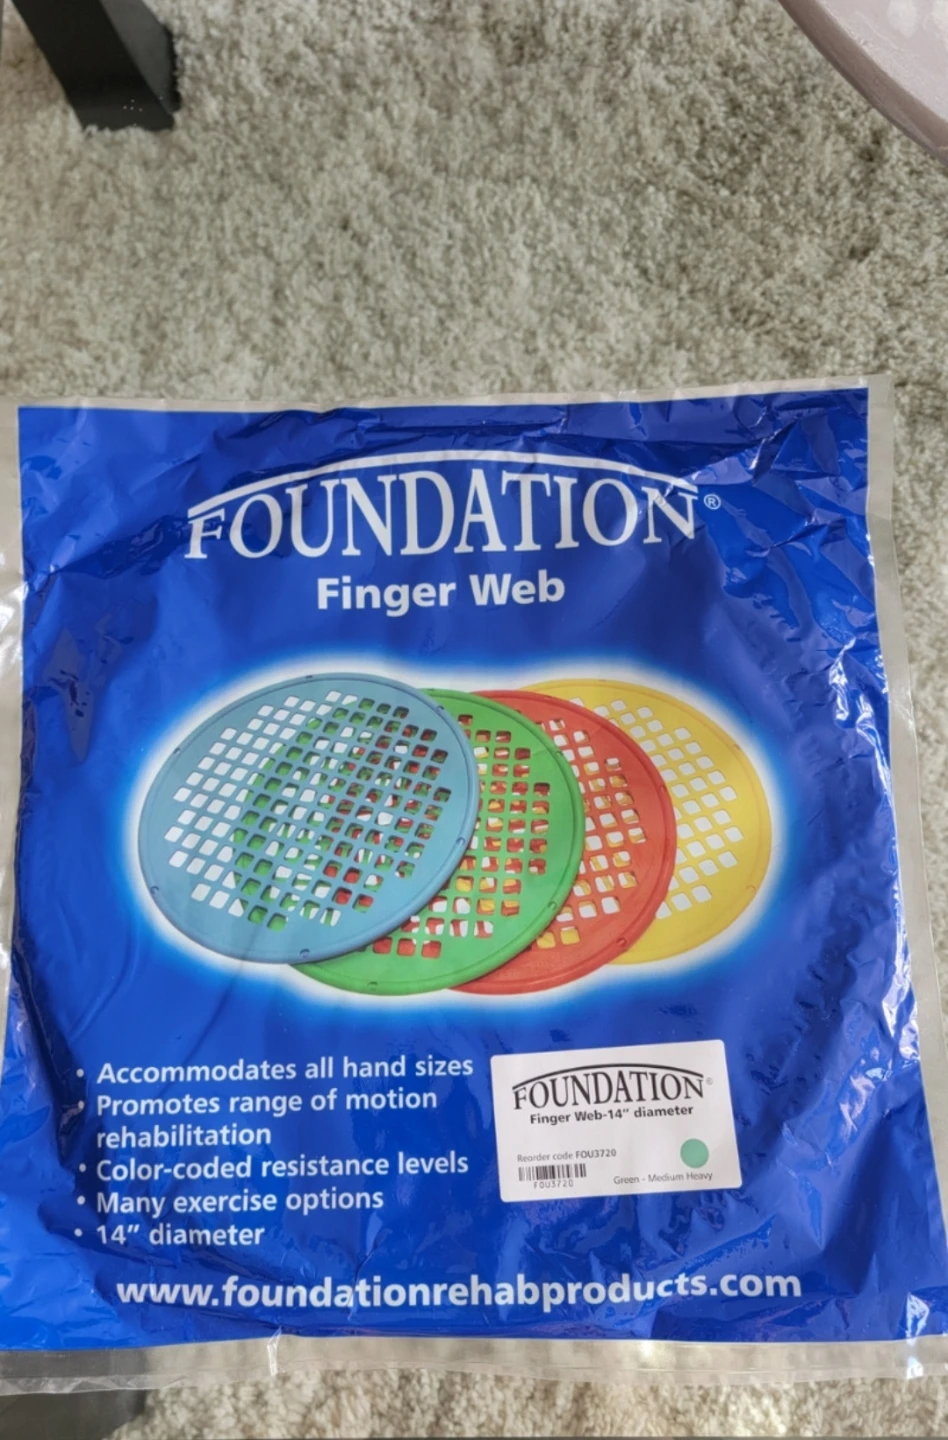 FOUNDATION®
Finger Web
• Accommodates all hand sizes
• Promotes range of motion
rehabilitation
• Color-coded resistance levels
• Many exercise options
• 14" diameter
FOUNDATION®
Finger Web-14" diameter
Reorder code FOU3720
FOU3720
Green - Medium Heavy
www.foundationrehabproducts.com